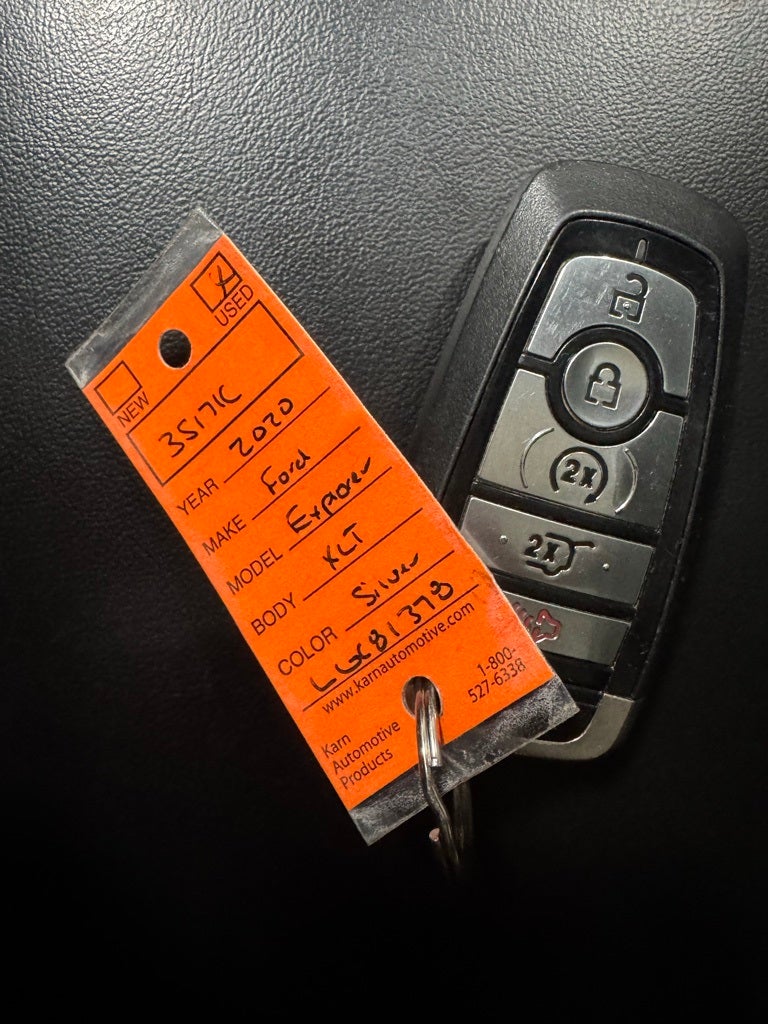 USED
NEW
35171C
YEAR 2020
MAKE Ford
MODEL Explorer
BODY XLT
COLOR Silver
LGC81378
www.karnautomotive.com
Karn
Automotive
Products
1-800-
527-6338
2x
2x